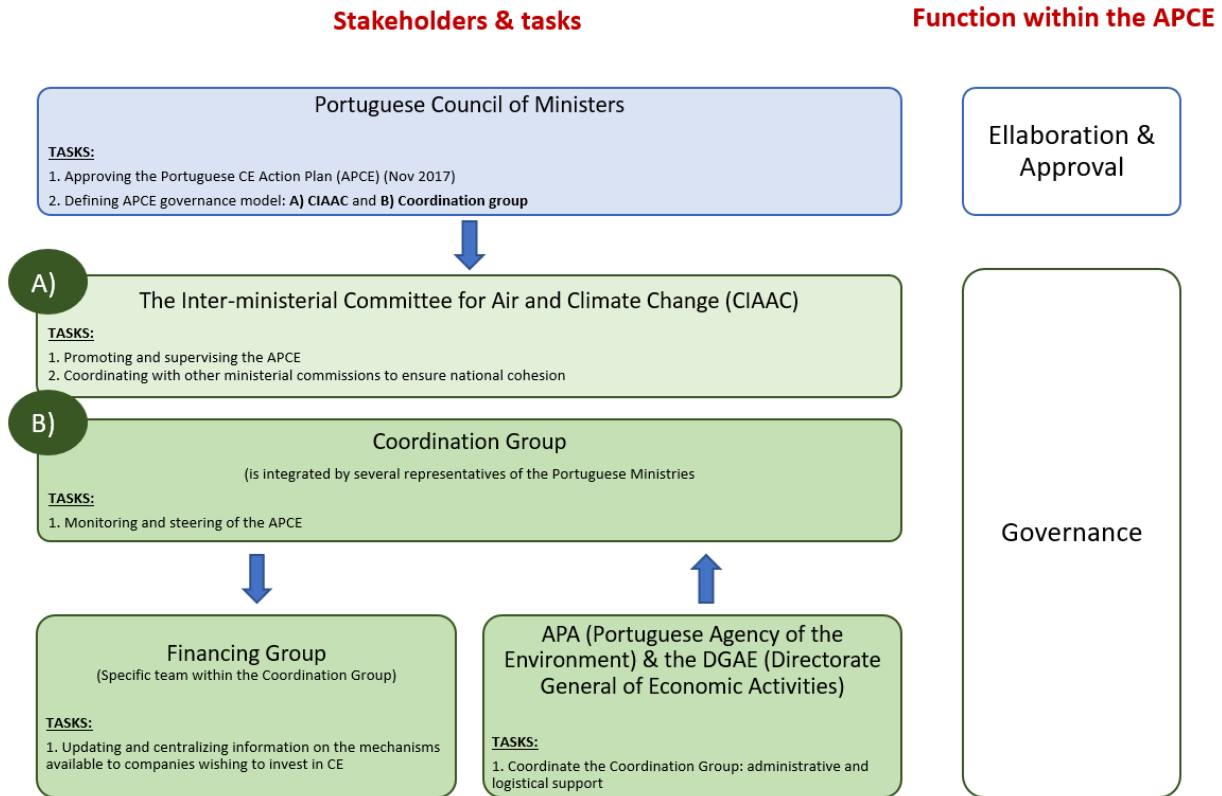 Stakeholders & tasks
Function within the APCE
Portuguese Council of Ministers
TASKS:
1. Approving the Portuguese CE Action Plan (APCE) (Nov 2017)
2. Defining APCE governance model: A) CIAAC and B) Coordination group
Ellaboration &
Approval
A)
The Inter-ministerial Committee for Air and Climate Change (CIAAC)
TASKS:
1. Promoting and supervising the APCE
2. Coordinating with other ministerial commissions to ensure national cohesion
B)
Coordination Group
(is integrated by several representatives of the Portuguese Ministries
TASKS:
1. Monitoring and steering of the APCE
Governance
Financing Group
(Specific team within the Coordination Group)
TASKS:
1. Updating and centralizing information on the mechanisms
available to companies wishing to invest in CE
APA (Portuguese Agency of the
Environment) & the DGAE (Directorate
General of Economic Activities)
TASKS:
1. Coordinate the Coordination Group: administrative and
logistical support